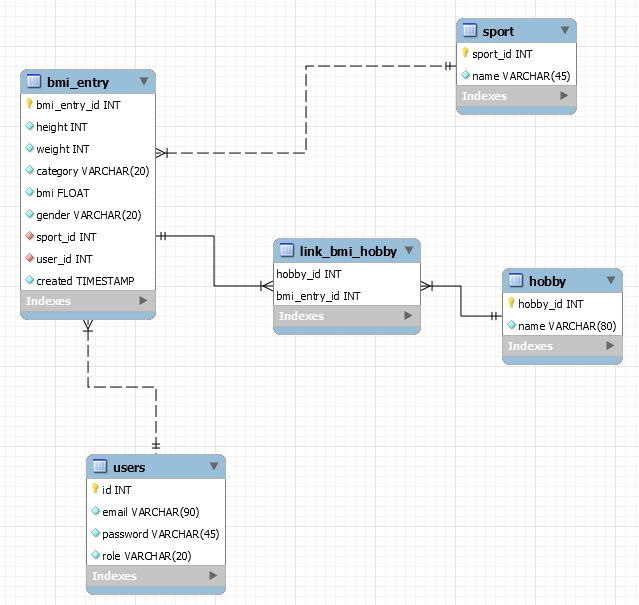 sport
sport_id INT
name VARCHAR(45)
Indexes
bmi_entry
bmi_entry_id INT
height INT
weight INT
category VARCHAR(20)
bmi FLOAT
gender VARCHAR(20)
sport_id INT
user_id INT
created TIMESTAMP
Indexes
link_bmi_hobby
hobby_id INT
bmi_entry_id INT
Indexes
hobby
hobby_id INT
name VARCHAR(80)
Indexes
users
id INT
email VARCHAR(90)
password VARCHAR(45)
role VARCHAR(20)
Indexes